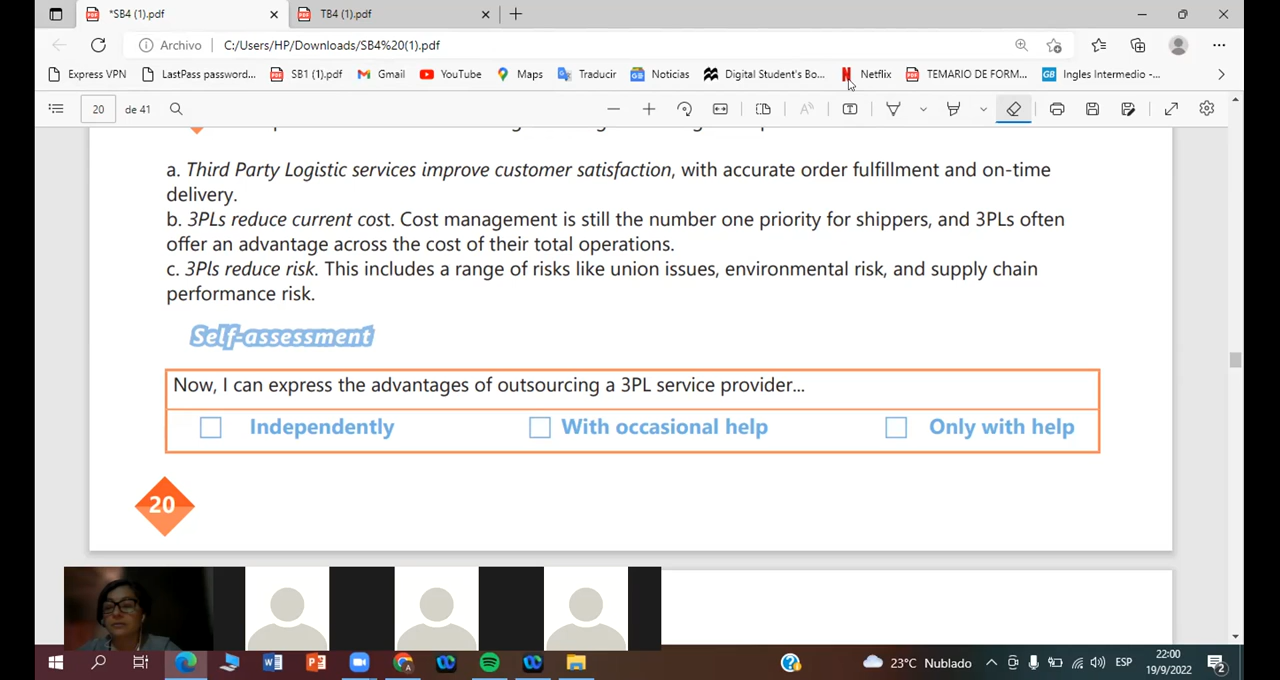 *SB4 (1).pdf
TB4 (1).pdf
Archivo C:/Users/HP/Downloads/SB4%20(1).pdf
Express VPN LastPass password... SB1 (1).pdf Gmail YouTube Maps Traducir Noticias Digital Student's Bo... Netflix TEMARIO DE FORM... Ingles Intermedio -...
20 de 41
a. Third Party Logistic services improve customer satisfaction, with accurate order fulfillment and on-time
delivery.
b. 3PLs reduce current cost. Cost management is still the number one priority for shippers, and 3PLs often
offer an advantage across the cost of their total operations.
c. 3Pls reduce risk. This includes a range of risks like union issues, environmental risk, and supply chain
performance risk.
Self-assessment
Now, I can express the advantages of outsourcing a 3PL service provider...
Independently With occasional help Only with help
20
23°C Nublado ESP 22:00
19/9/2022 2